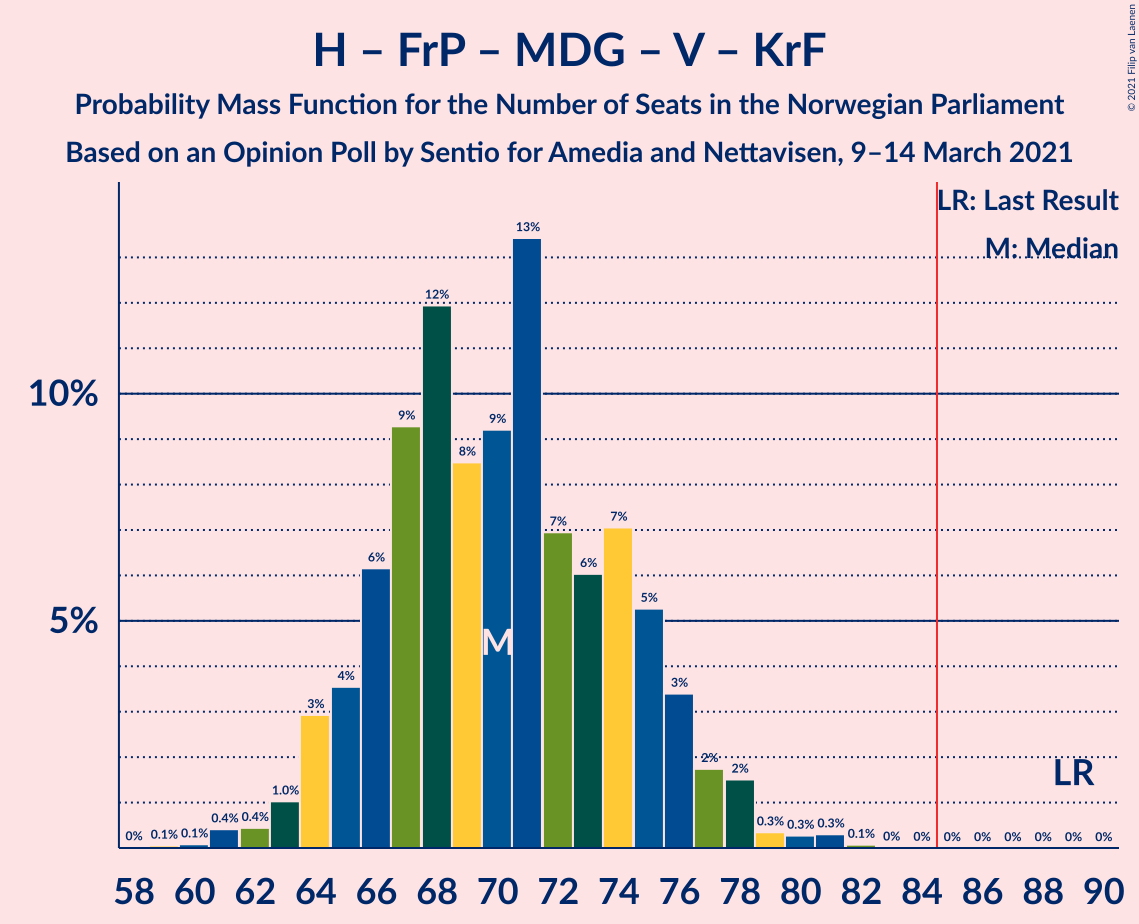 H – FrP – MDG – V – KrF
Probability Mass Function for the Number of Seats in the Norwegian Parliament
Based on an Opinion Poll by Sentio for Amedia and Nettavisen, 9–14 March 2021
© 2021 Filip van Laenen
LR: Last Result
M: Median
10%
5%
0% 0.1% 0.1% 0.4% 0.4% 1.0% 3% 4% 6% 9% 12% 8% 9% 13% 7% 6% 7% 5% 3% 2% 2% 0.3% 0.3% 0.3% 0.1% 0% 0% 0% 0% 0% 0% 0% 0%
M
LR
58 60 62 64 66 68 70 72 74 76 78 80 82 84 86 88 90